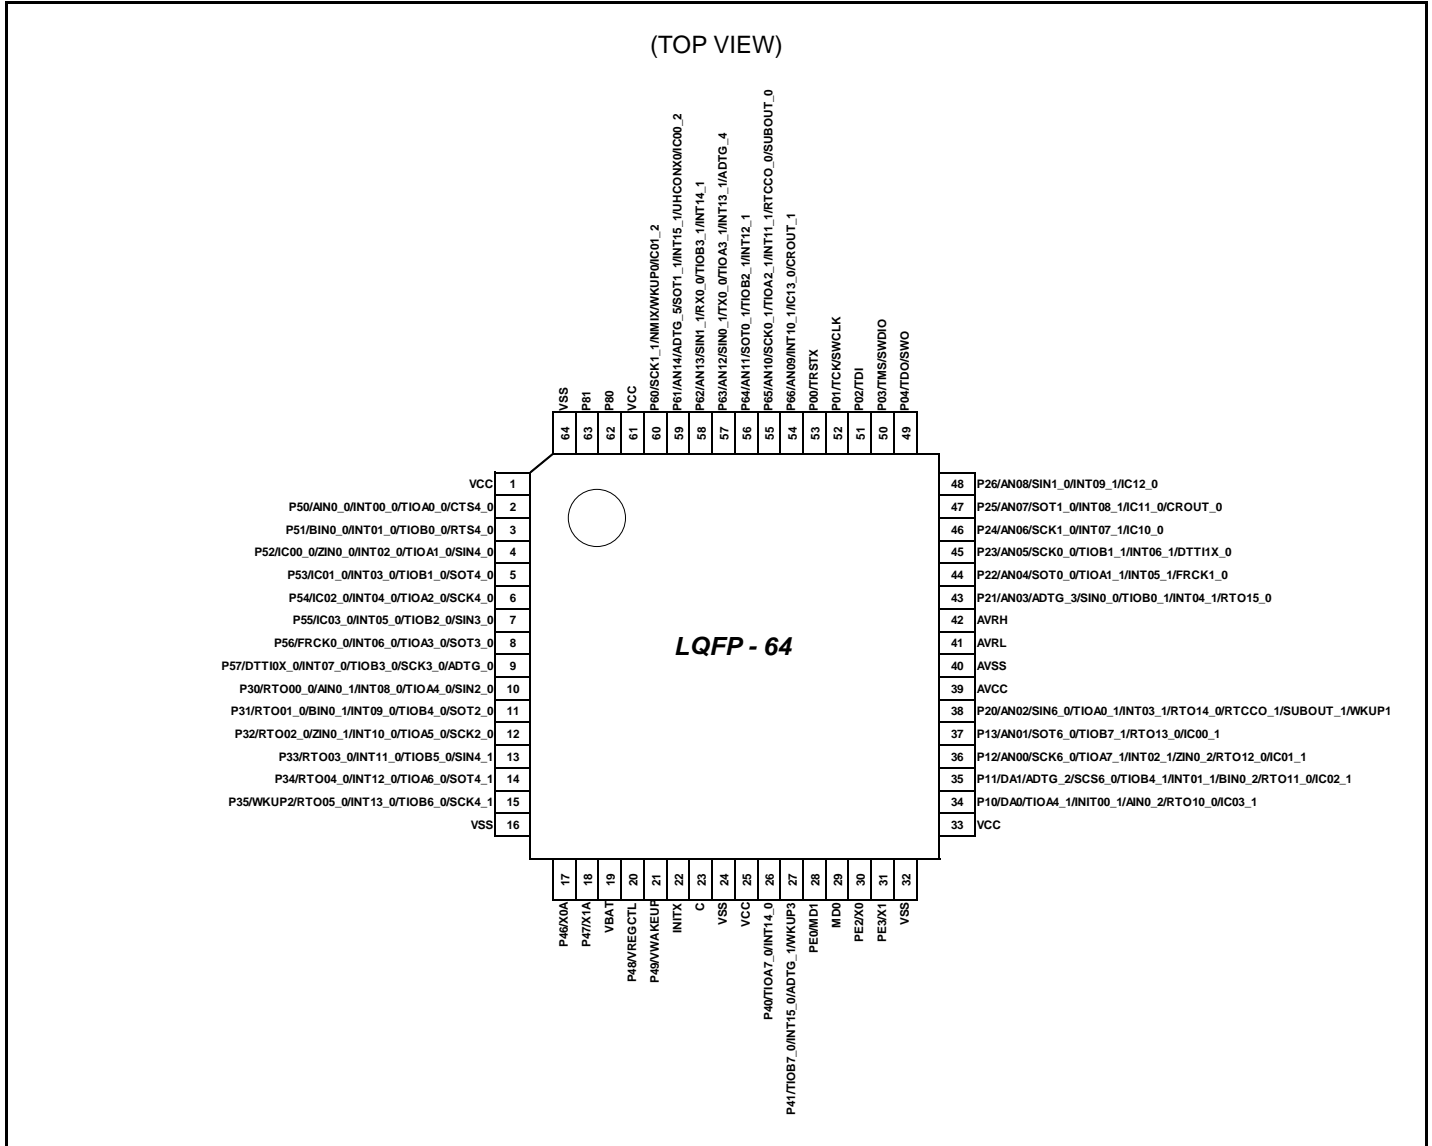 (TOP VIEW)
VSS
P81
P80
VCC
P60/SCK1_1/NMIX/WKUP0/IC01_2
P61/AN14/ADTG_5/SOT1_1/INT15_1/UHCONX0/IC00_2
P62/AN13/SIN1_1/RX0_0/TIOB3_1/INT14_1
P63/AN12/SIN0_1/TX0_0/TIOA3_1/INT13_1/ADTG_4
P64/AN11/SOT0_1/TIOB2_1/INT12_1
P65/AN10/SCK0_1/TIOA2_1/INT11_1/RTCCO_0/SUBOUT_0
P66/AN09/INT10_1/IC13_0/CROUT_1
P00/TRSTX
P01/TCK/SWCLK
P02/TDI
P03/TMS/SWDIO
P04/TDO/SWO
64 63 62 61 60 59 58 57 56 55 54 53 52 51 50 49
VCC 1
P50/AIN0_0/INT00_0/TIOA0_0/CTS4_0 2
P51/BIN0_0/INT01_0/TIOB0_0/RTS4_0 3
P52/IC00_0/ZIN0_0/INT02_0/TIOA1_0/SIN4_0 4
P53/IC01_0/INT03_0/TIOB1_0/SOT4_0 5
P54/IC02_0/INT04_0/TIOA2_0/SCK4_0 6
P55/IC03_0/INT05_0/TIOB2_0/SIN3_0 7
P56/FRCK0_0/INT06_0/TIOA3_0/SOT3_0 8
P57/DTTI0X_0/INT07_0/TIOB3_0/SCK3_0/ADTG_0 9
P30/RTO00_0/AIN0_1/INT08_0/TIOA4_0/SIN2_0 10
P31/RTO01_0/BIN0_1/INT09_0/TIOB4_0/SOT2_0 11
P32/RTO02_0/ZIN0_1/INT10_0/TIOA5_0/SCK2_0 12
P33/RTO03_0/INT11_0/TIOB5_0/SIN4_1 13
P34/RTO04_0/INT12_0/TIOA6_0/SOT4_1 14
P35/WKUP2/RTO05_0/INT13_0/TIOB6_0/SCK4_1 15
VSS 16
LQFP - 64
48 P26/AN08/SIN1_0/INT09_1/IC12_0
47 P25/AN07/SOT1_0/INT08_1/IC11_0/CROUT_0
46 P24/AN06/SCK1_0/INT07_1/IC10_0
45 P23/AN05/SCK0_0/TIOB1_1/INT06_1/DTTI1X_0
44 P22/AN04/SOT0_0/TIOA1_1/INT05_1/FRCK1_0
43 P21/AN03/ADTG_3/SIN0_0/TIOB0_1/INT04_1/RTO15_0
42 AVRH
41 AVRL
40 AVSS
39 AVCC
38 P20/AN02/SIN6_0/TIOA0_1/INT03_1/RTO14_0/RTCCO_1/SUBOUT_1/WKUP1
37 P13/AN01/SOT6_0/TIOB7_1/RTO13_0/IC00_1
36 P12/AN00/SCK6_0/TIOA7_1/INT02_1/ZIN0_2/RTO12_0/IC01_1
35 P11/DA1/ADTG_2/SCS6_0/TIOB4_1/INT01_1/BIN0_2/RTO11_0/IC02_1
34 P10/DA0/TIOA4_1/INIT00_1/AIN0_2/RTO10_0/IC03_1
33 VCC
17 18 19 20 21 22 23 24 25 26 27 28 29 30 31 32
P46/X0A
P47/X1A
VBAT
P48/VREGCTL
P49/VWAKEUP
INITX
C
VSS
VCC
P40/TIOA7_0/INT14_0
P41/TIOB7_0/INT15_0/ADTG_1/WKUP3
PE0/MD1
MD0
PE2/X0
PE3/X1
VSS